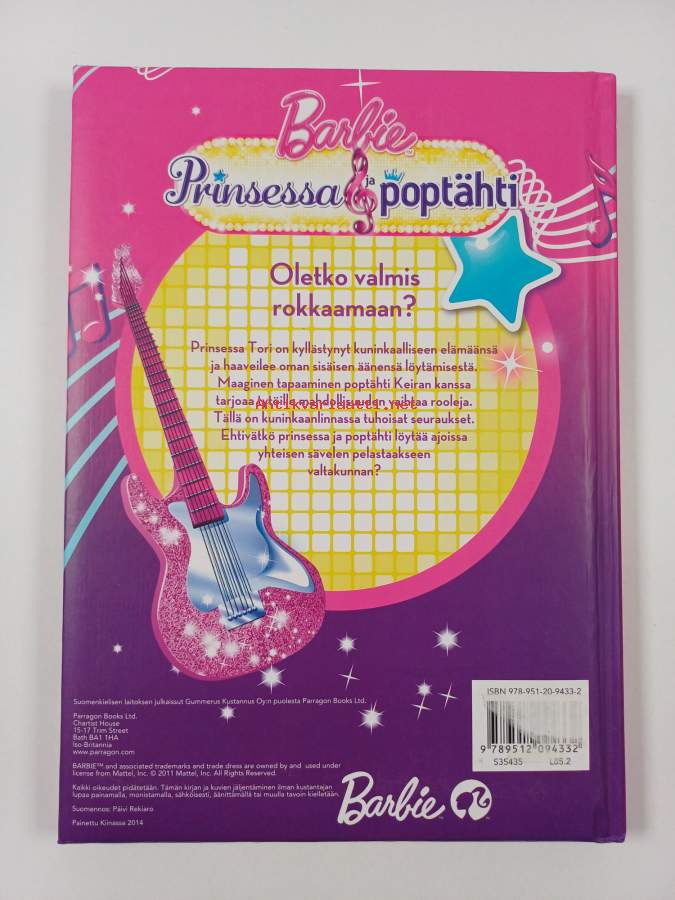 Barbie™
Prinsessa ja poptähti
Oletko valmis
rokkaamaan?
Prinsessa Tori on kyllästynyt kuninkaalliseen elämäänsä
ja haaveilee oman sisäisen äänensä löytämisestä.
Maaginen tapaaminen poptähti Keiran kanssa
tarjoaa tytöille mahdollisuuden vaihtaa rooleja.
Antikvariaatti.net
Tällä on kuninkaanlinnassa tuhoisat seuraukset.
Ehtivätkö prinsessa ja poptähti löytää ajoissa
yhteisen sävelen pelastaakseen
valtakunnan?
Suomenkielisen laitoksen julkaissut Gummerus Kustannus Oy:n puolesta Parragon Books Ltd.
Parragon Books Ltd.
Chartist House
15-17 Trim Street
Bath BA1 1HA
Iso-Britannia
www.parragon.com
BARBIE™ and associated trademarks and trade dress are owned by and used under
license from Mattel, Inc. © 2011 Mattel, Inc. All Rights Reserved.
Kaikki oikeudet pidätetään. Tämän kirjan ja kuvien jäljentäminen ilman kustantajan
lupaa painamalla, monistamalla, sähköisesti, äänittämällä tai muulla tavoin kielletään.
Suomennos: Päivi Rekiaro
Painettu Kiinassa 2014
ISBN 978-951-20-9433-2
9 789512 094332
535435 L85.2
Barbie